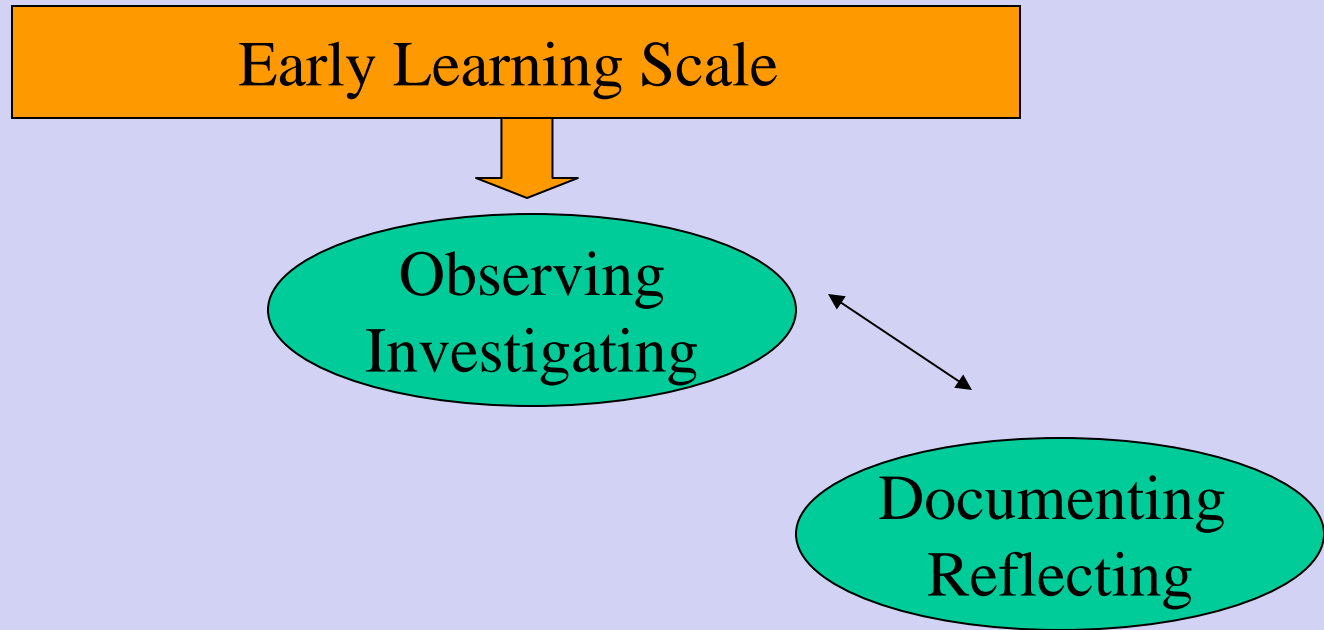 Early Learning Scale
Observing
Investigating
Documenting
Reflecting